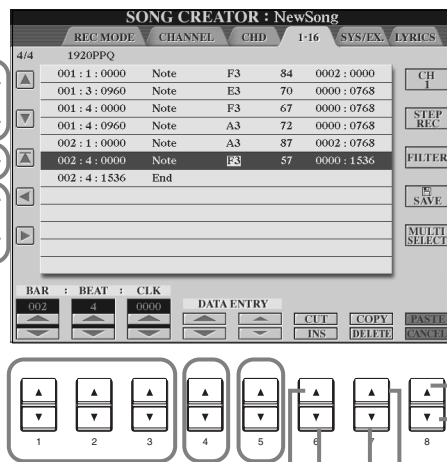 SONG CREATOR : NewSong
REC MODE CHANNEL CHD 1-16 SYS/EX. LYRICS
4/4 1920PPQ
001 : 1 : 0000 Note F3 84 0002 : 0000
001 : 3 : 0960 Note E3 70 0000 : 0768
001 : 4 : 0000 Note F3 67 0000 : 0768
001 : 4 : 0960 Note A3 72 0000 : 0768
002 : 1 : 0000 Note A3 87 0002 : 0768
002 : 4 : 0000 Note F3 57 0000 : 1536
002 : 4 : 1536 End
CH
1
STEP
REC
FILTER
SAVE
MULTI
SELECT
BAR : BEAT : CLK
002 4 0000 DATA ENTRY
CUT COPY PASTE
INS DELETE CANCEL
1 2 3 4 5 6 7 8